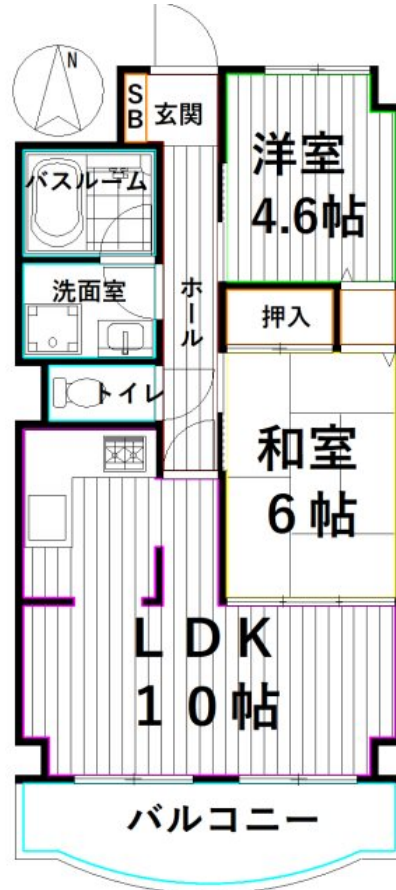 N
SB
玄関
洋室
4.6帖
バスルーム
洗面室
ホール
押入
トイレ
和室
6帖
LDK
10帖
バルコニー